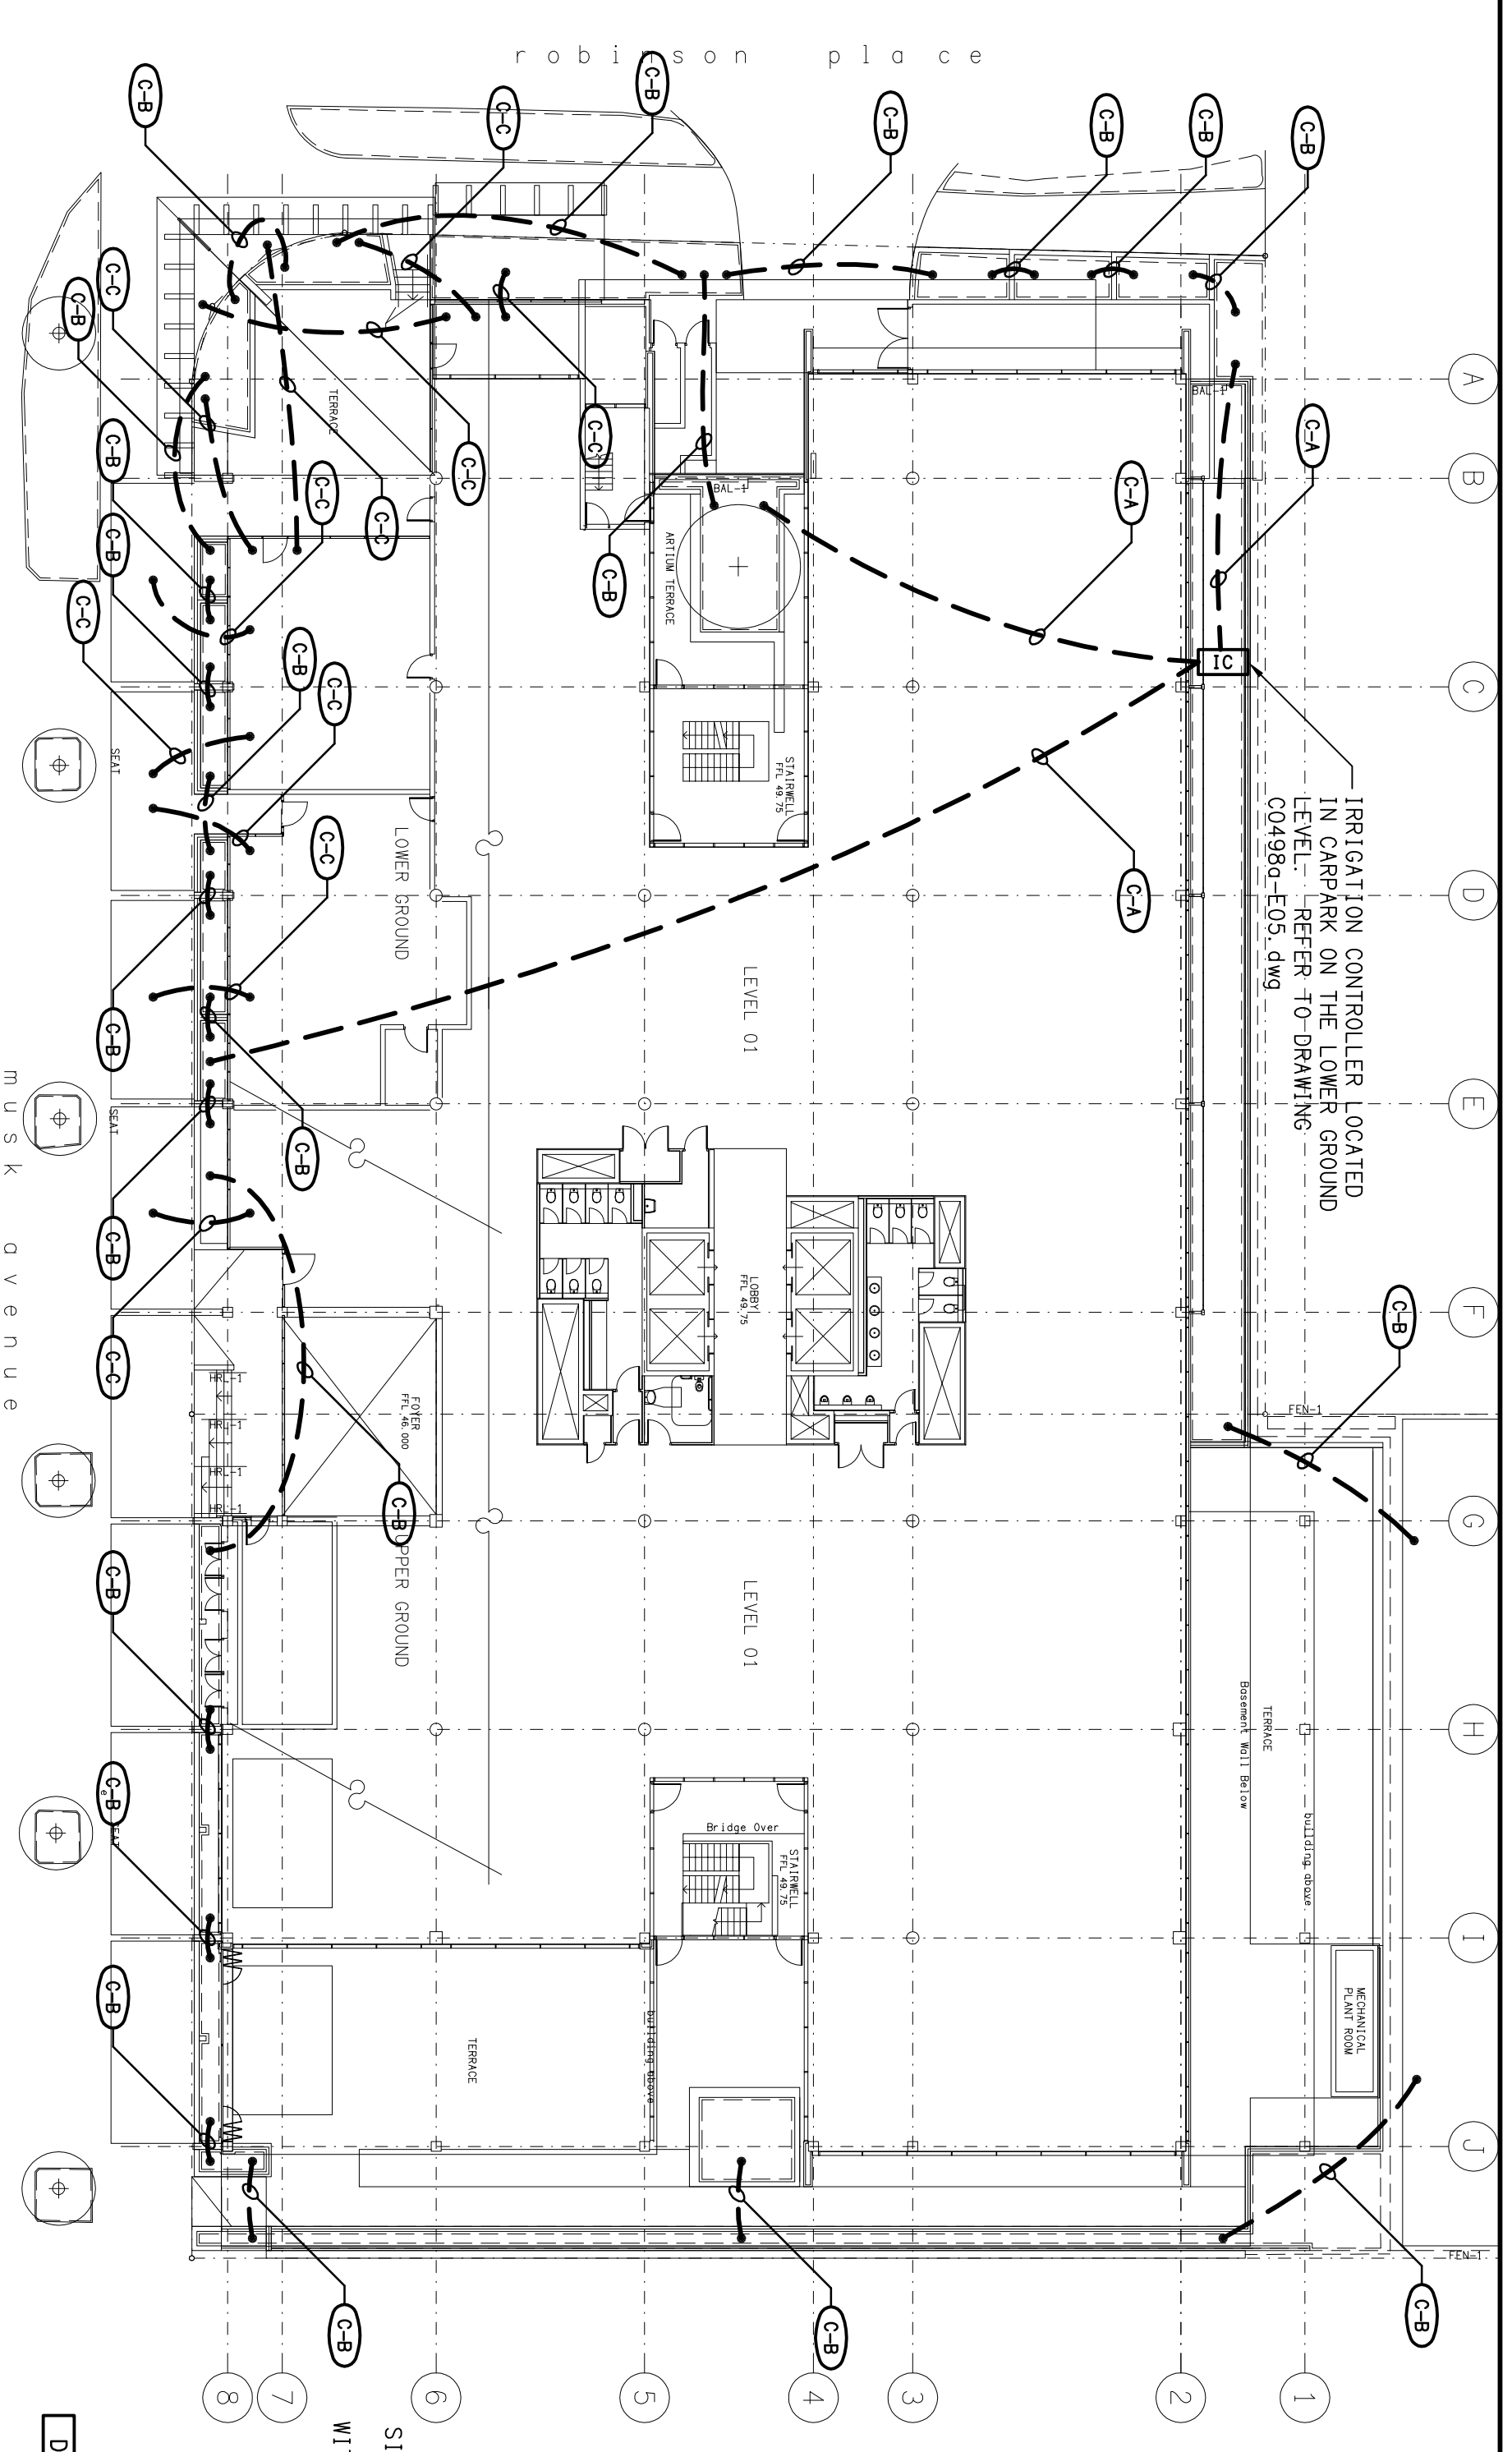 robinson place
C-B
C-B
C-C
C-B
C-B
C-B
C-B
C-C
C-B
A
TERRACE
BAL-1
C-A
C-C
C-B
C-C
B
C-C
C-A
BAL-1
C-C
C-B
C-B
ARTIUM TERRACE
C-C
C-B
IC
C
C-C
SEAT
STAIRWELL
FFL 49.75
IRRIGATION CONTROLLER LOCATED
IN CARPARK ON THE LOWER GROUND
LEVEL. REFER TO DRAWING
C0498a-E05.dwg
C-C
LOWER GROUND
C-A
D
LEVEL 01
C-B
musk avenue
SEAT
E
C-B
C-B
LOBBY
FFL 49.75
F
C-B
C-C
HRL-1
HRL-1
HRL-1
HRL-1
FOYER
FFL 46.000
FEN-1
C-B
G
C-B
UPPER GROUND
LEVEL 01
Basement Wall Below
TERRACE
H
C-B
SEAT
Bridge Over
STAIRWELL
FFL 49.75
building above
I
C-B
TERRACE
building above
MECHANICAL
PLANT ROOM
J
FEN-1
C-B
C-B
C-B
8
7
6
5
4
3
2
1
SI
WI
D